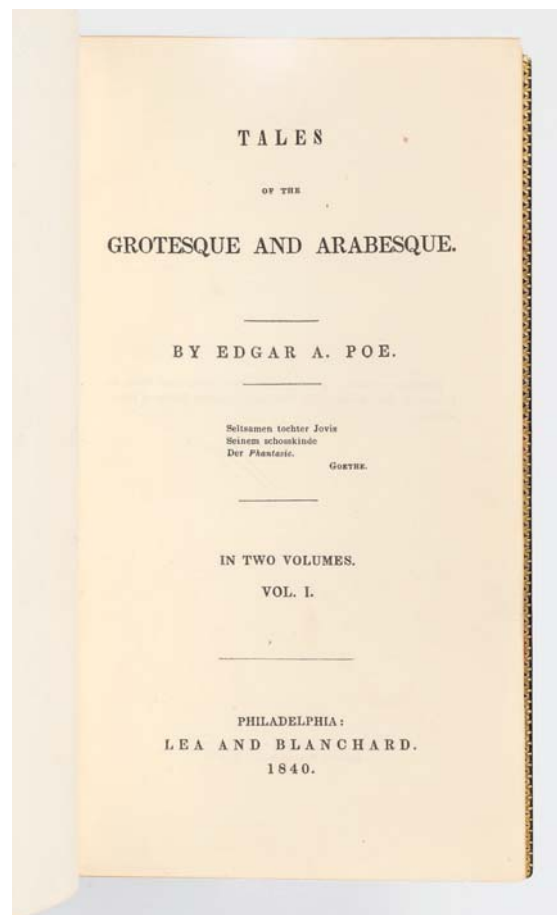 TALES
OF THE
GROTESQUE AND ARABESQUE.
BY EDGAR A. POE.
Seltsamen tochter Jovis
Seinem schosskinde
Der Phantasie.
GOETHE.
IN TWO VOLUMES.
VOL. I.
PHILADELPHIA:
LEA AND BLANCHARD.
1840.